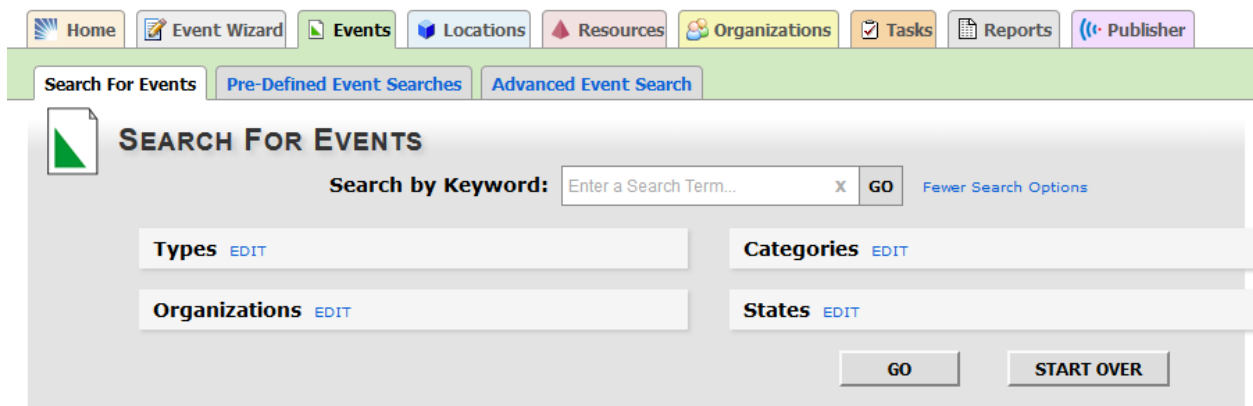 Home Event Wizard Events Locations Resources Organizations Tasks Reports Publisher
Search For Events Pre-Defined Event Searches Advanced Event Search
SEARCH FOR EVENTS
Search by Keyword: Enter a Search Term... X GO Fewer Search Options
Types EDIT Categories EDIT
Organizations EDIT States EDIT
GO START OVER